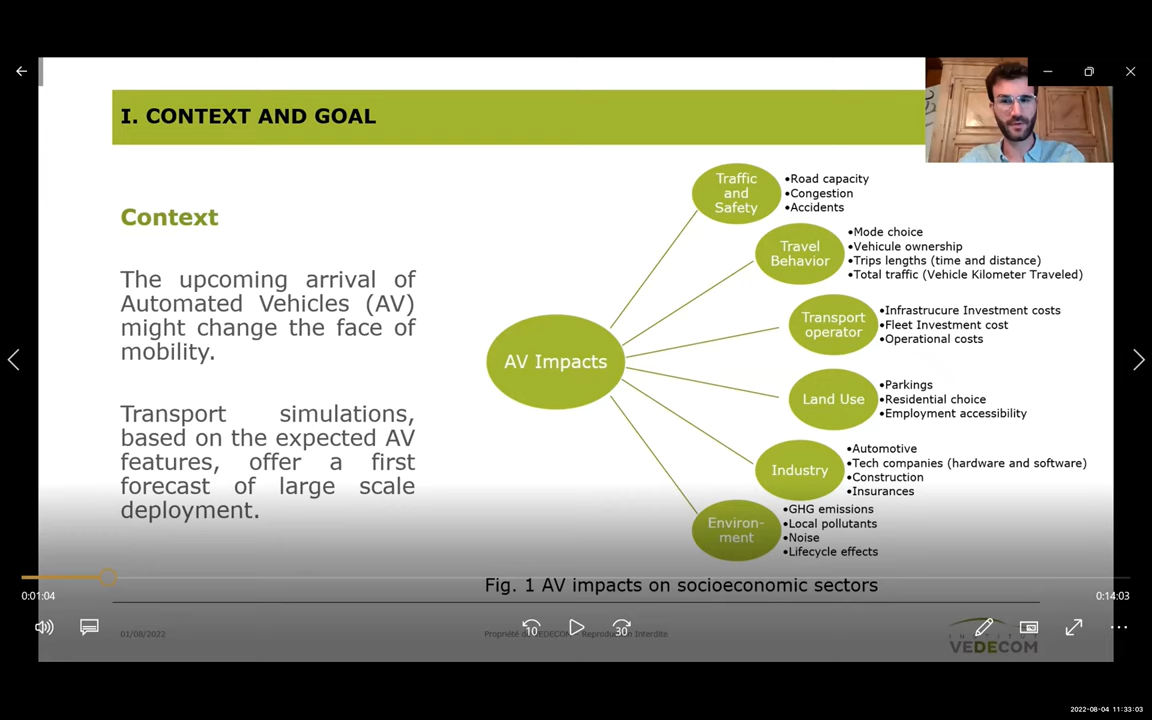 I. CONTEXT AND GOAL
Context
The upcoming arrival of
Automated Vehicles (AV)
might change the face of
mobility.
Transport simulations,
based on the expected AV
features, offer a first
forecast of large scale
deployment.
AV Impacts
Traffic
and
Safety
•Road capacity
•Congestion
•Accidents
Travel
Behavior
•Mode choice
•Vehicule ownership
•Trips lengths (time and distance)
•Total traffic (Vehicle Kilometer Traveled)
Transport
operator
•Infrastrucure Investment costs
•Fleet Investment cost
•Operational costs
Land Use
•Parkings
•Residential choice
•Employment accessibility
Industry
•Automotive
•Tech companies (hardware and software)
•Construction
•Insurances
Environ-
ment
•GHG emissions
•Local pollutants
•Noise
•Lifecycle effects
Fig. 1 AV impacts on socioeconomic sectors
0:01:04
0:14:03
10
30
01/08/2022
Propriété de VEDECOM Reproduction Interdite
INSTITUT
VEDECOM
2022-08-04 11:33:03